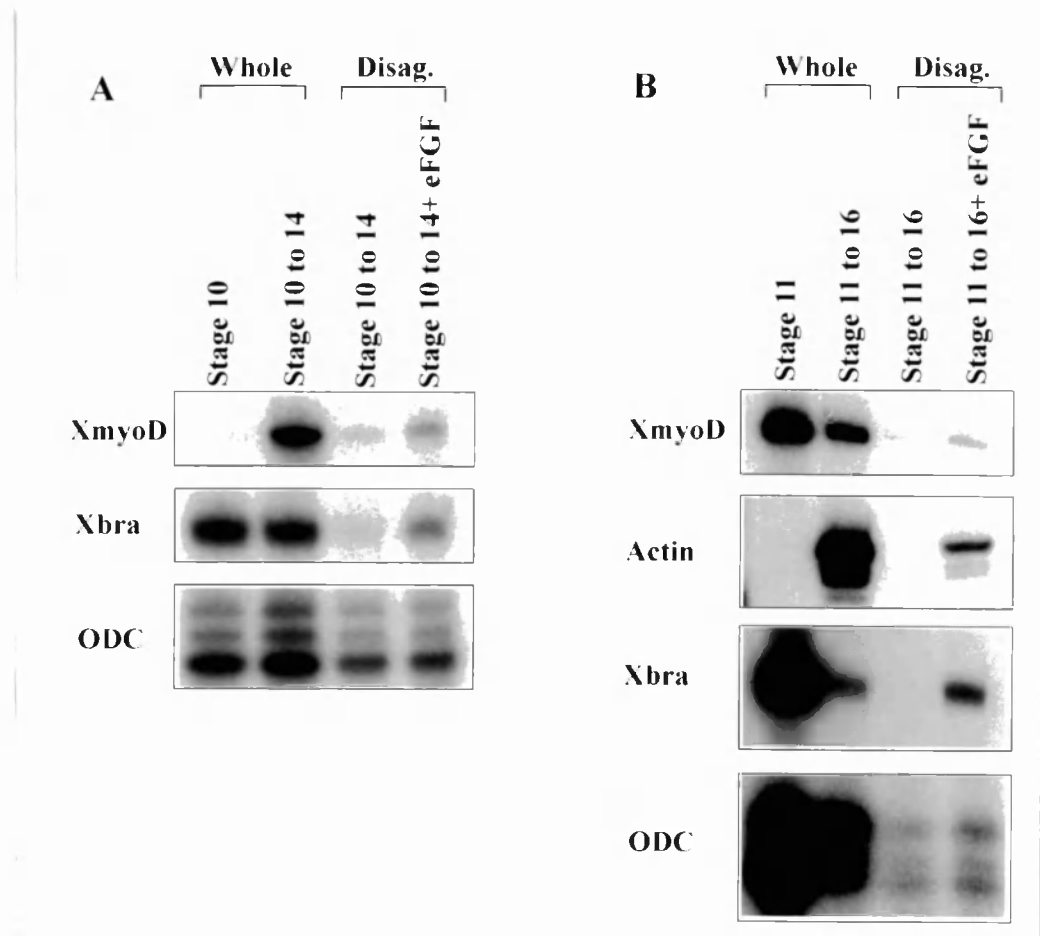 A
Whole
Disag.
Stage 10
Stage 10 to 14
Stage 10 to 14
Stage 10 to 14+ eFGF
XmyoD
Xbra
ODC
B
Whole
Disag.
Stage 11
Stage 11 to 16
Stage 11 to 16
Stage 11 to 16+ eFGF
XmyoD
Actin
Xbra
ODC